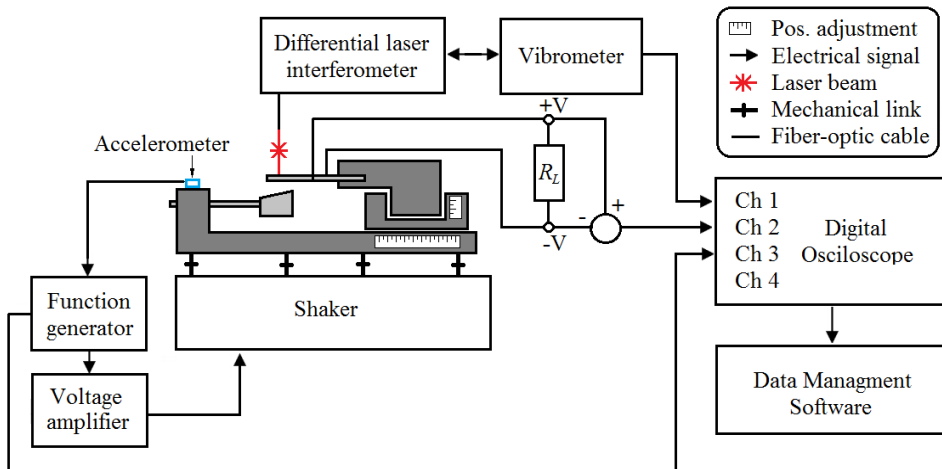 Differential laser
interferometer
Vibrometer
Pos. adjustment
Electrical signal
Laser beam
Mechanical link
Fiber-optic cable
Accelerometer
+V
R_L
-
+
-V
Ch 1
Ch 2
Ch 3
Ch 4
Digital
Osciloscope
Function
generator
Shaker
Voltage
amplifier
Data Managment
Software